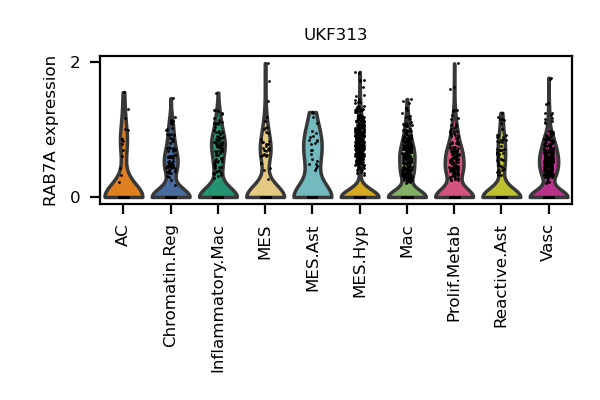 UKF313
RAB7A expression
2
0
AC
Chromatin.Reg
Inflammatory.Mac
MES
MES.Ast
MES.Hyp
Mac
Prolif.Metab
Reactive.Ast
Vasc